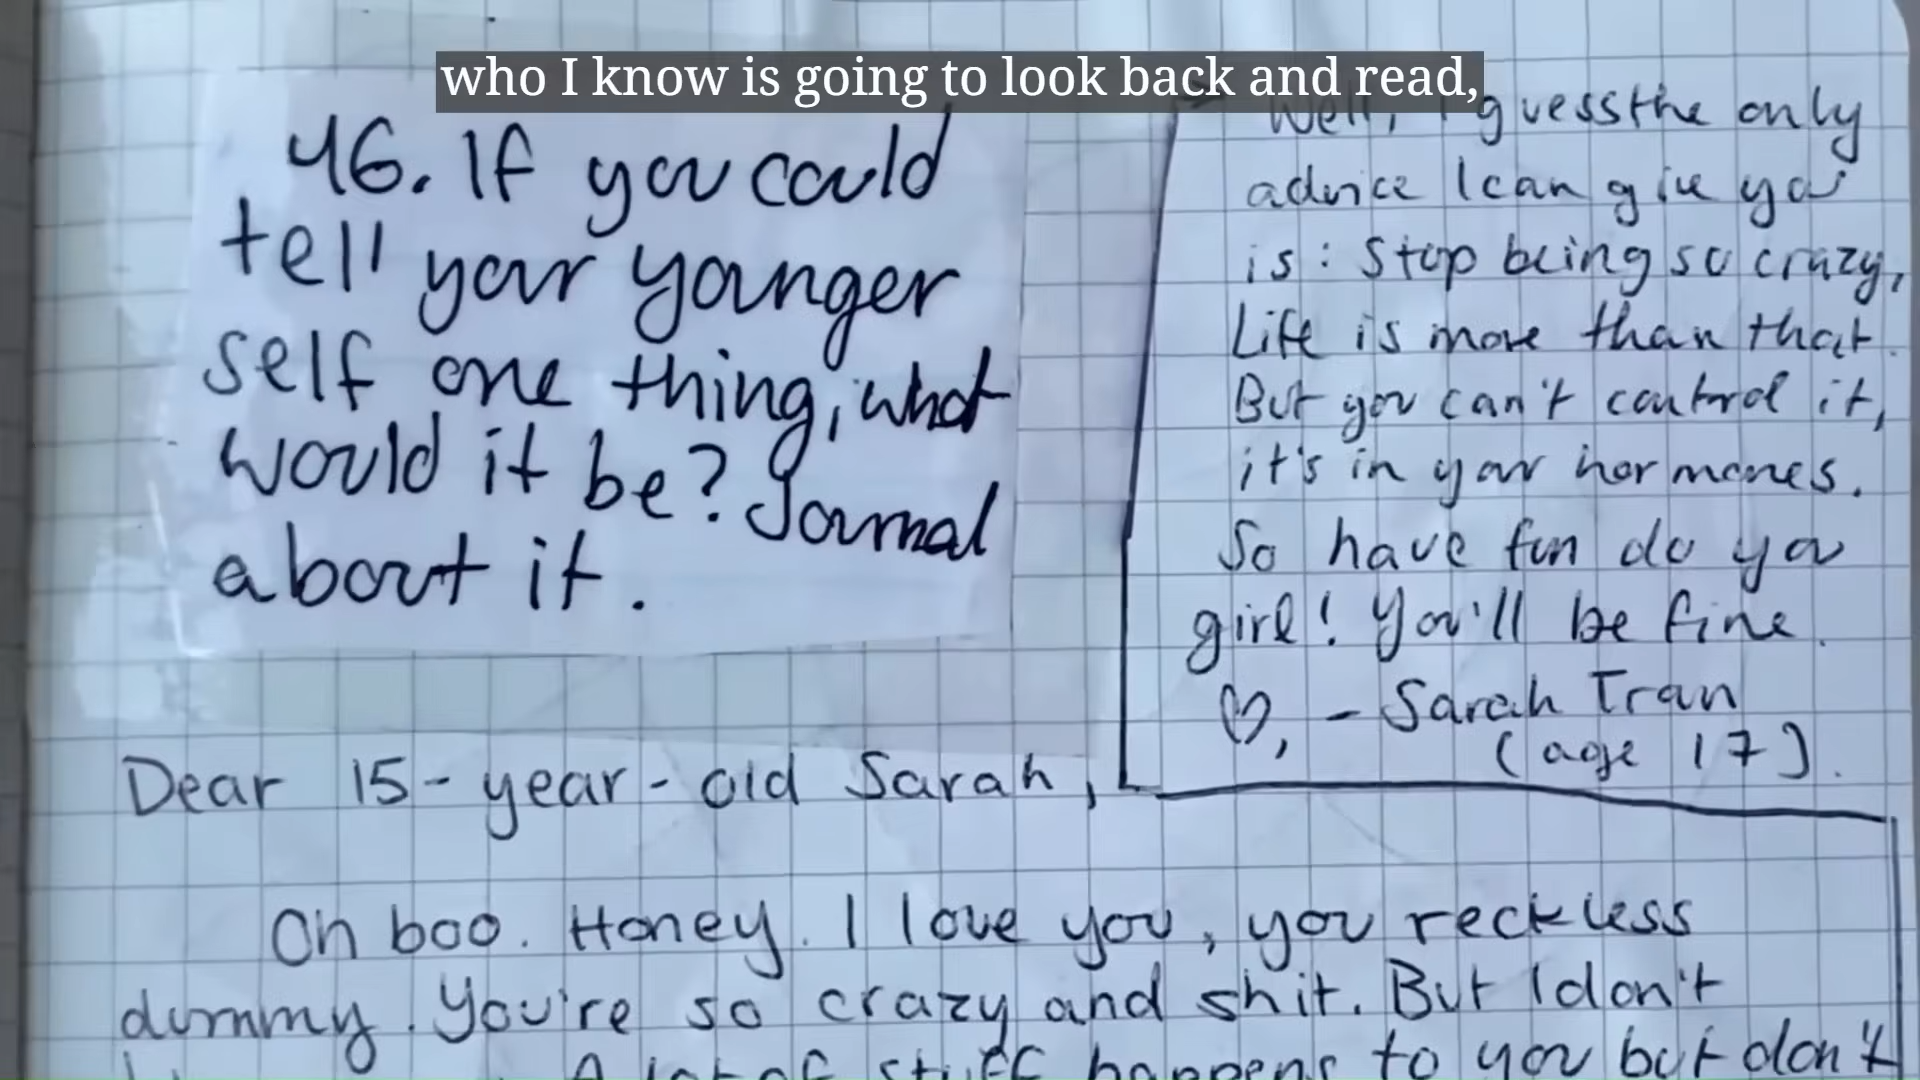 who I know is going to look back and read,
46. If you could
tell your younger
self one thing, what
would it be? Journal
about it.
Dear 15-year-old Sarah,
Oh boo. Honey. I love you, you reckless
dummy. You're so crazy and shit. But I don't
A lot of stuff happens to you but don't
Well, I guess the only
advice I can give you
is: Stop being so crazy,
Life is more than that.
But you can't control it,
it's in your hormones.
So have fun do ya
girl! You'll be fine.
♡, - Sarah Tran
(age 17).